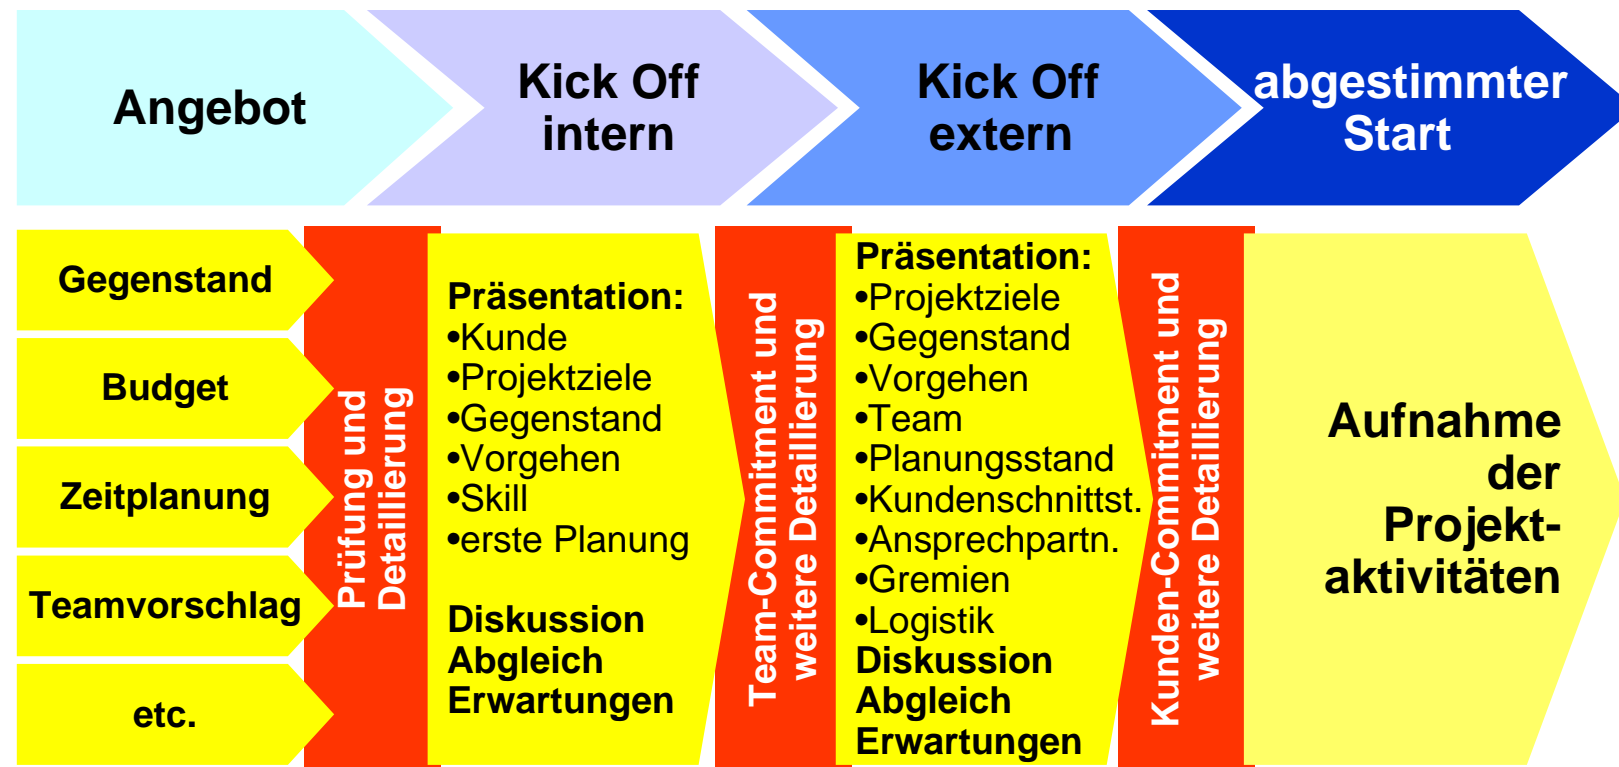 Angebot
Kick Off
intern
Kick Off
extern
abgestimmter
Start
Gegenstand
Budget
Zeitplanung
Teamvorschlag
etc.
Prüfung und
Detaillierung
Präsentation:
•Kunde
•Projektziele
•Gegenstand
•Vorgehen
•Skill
•erste Planung
Diskussion
Abgleich
Erwartungen
Team-Commitment und
weitere Detaillierung
Präsentation:
•Projektziele
•Gegenstand
•Vorgehen
•Team
•Planungsstand
•Kundenschnittst.
•Ansprechpartn.
•Gremien
•Logistik
Diskussion
Abgleich
Erwartungen
Kunden-Commitment und
weitere Detaillierung
Aufnahme
der
Projekt-
aktivitäten